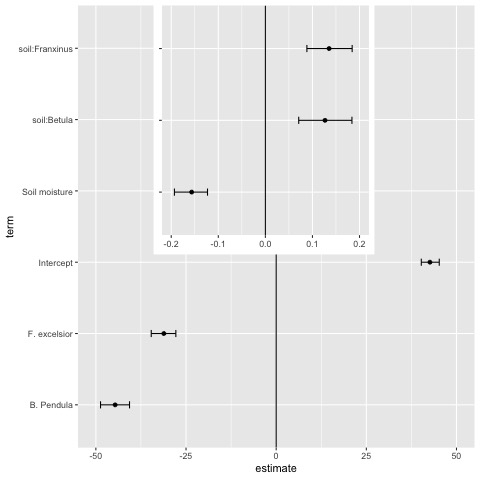 soil:Franxinus
soil:Betula
Soil moisture
-0.2 -0.1 0.0 0.1 0.2
term
Intercept
F. excelsior
B. Pendula
-50 -25 0 25 50
estimate